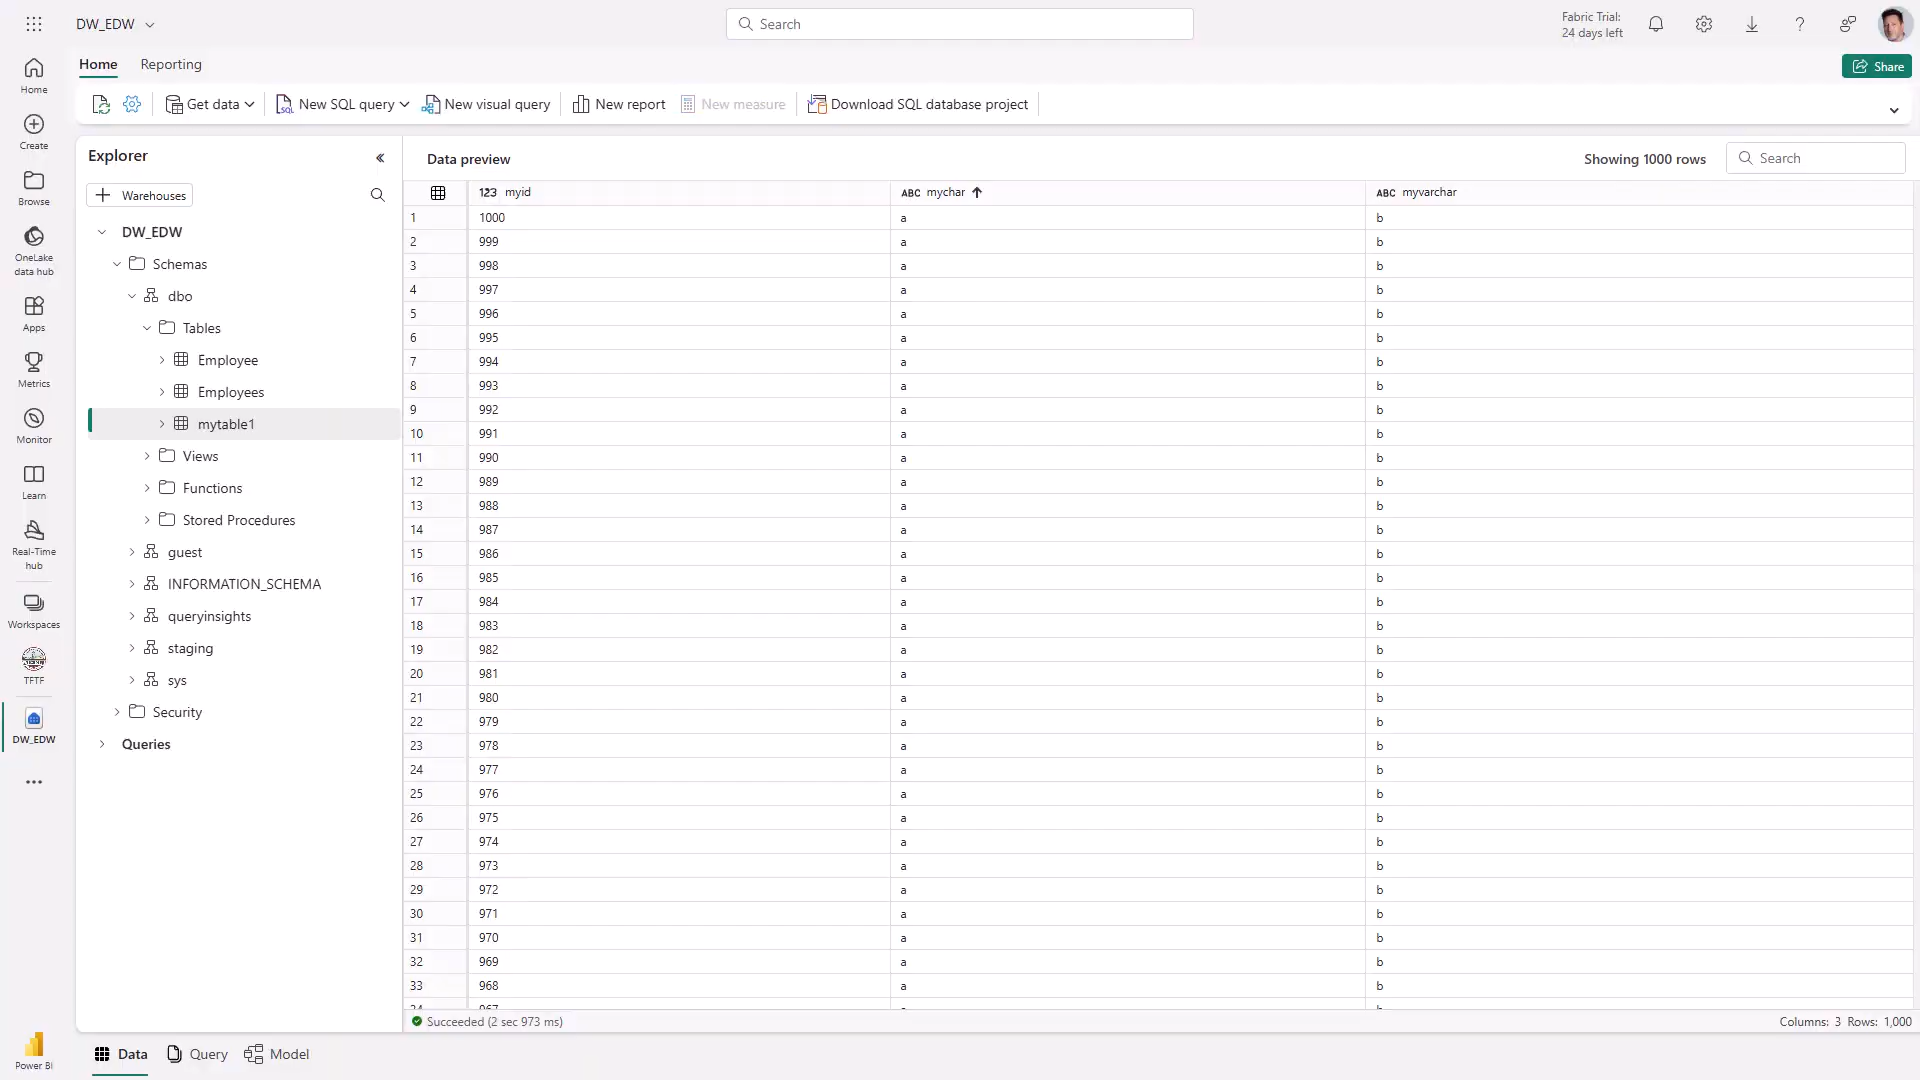 DW_EDW
Search
Fabric Trial:
24 days left
Home
Reporting
Share
Get data
New SQL query
New visual query
New report
New measure
Download SQL database project
Home
Create
Browse
OneLake
data hub
Apps
Metrics
Monitor
Learn
Real-Time
hub
Workspaces
TFTF
DW_EDW
Power BI
Explorer
Warehouses
DW_EDW
Schemas
dbo
Tables
Employee
Employees
mytable1
Views
Functions
Stored Procedures
guest
INFORMATION_SCHEMA
queryinsights
staging
sys
Security
Queries
Data preview
Showing 1000 rows
Search
123 myid ABC mychar ABC myvarchar
1 1000 a b
2 999 a b
3 998 a b
4 997 a b
5 996 a b
6 995 a b
7 994 a b
8 993 a b
9 992 a b
10 991 a b
11 990 a b
12 989 a b
13 988 a b
14 987 a b
15 986 a b
16 985 a b
17 984 a b
18 983 a b
19 982 a b
20 981 a b
21 980 a b
22 979 a b
23 978 a b
24 977 a b
25 976 a b
26 975 a b
27 974 a b
28 973 a b
29 972 a b
30 971 a b
31 970 a b
32 969 a b
33 968 a b
34 967 a b
Succeeded (2 sec 973 ms)
Columns: 3 Rows: 1,000
Data
Query
Model